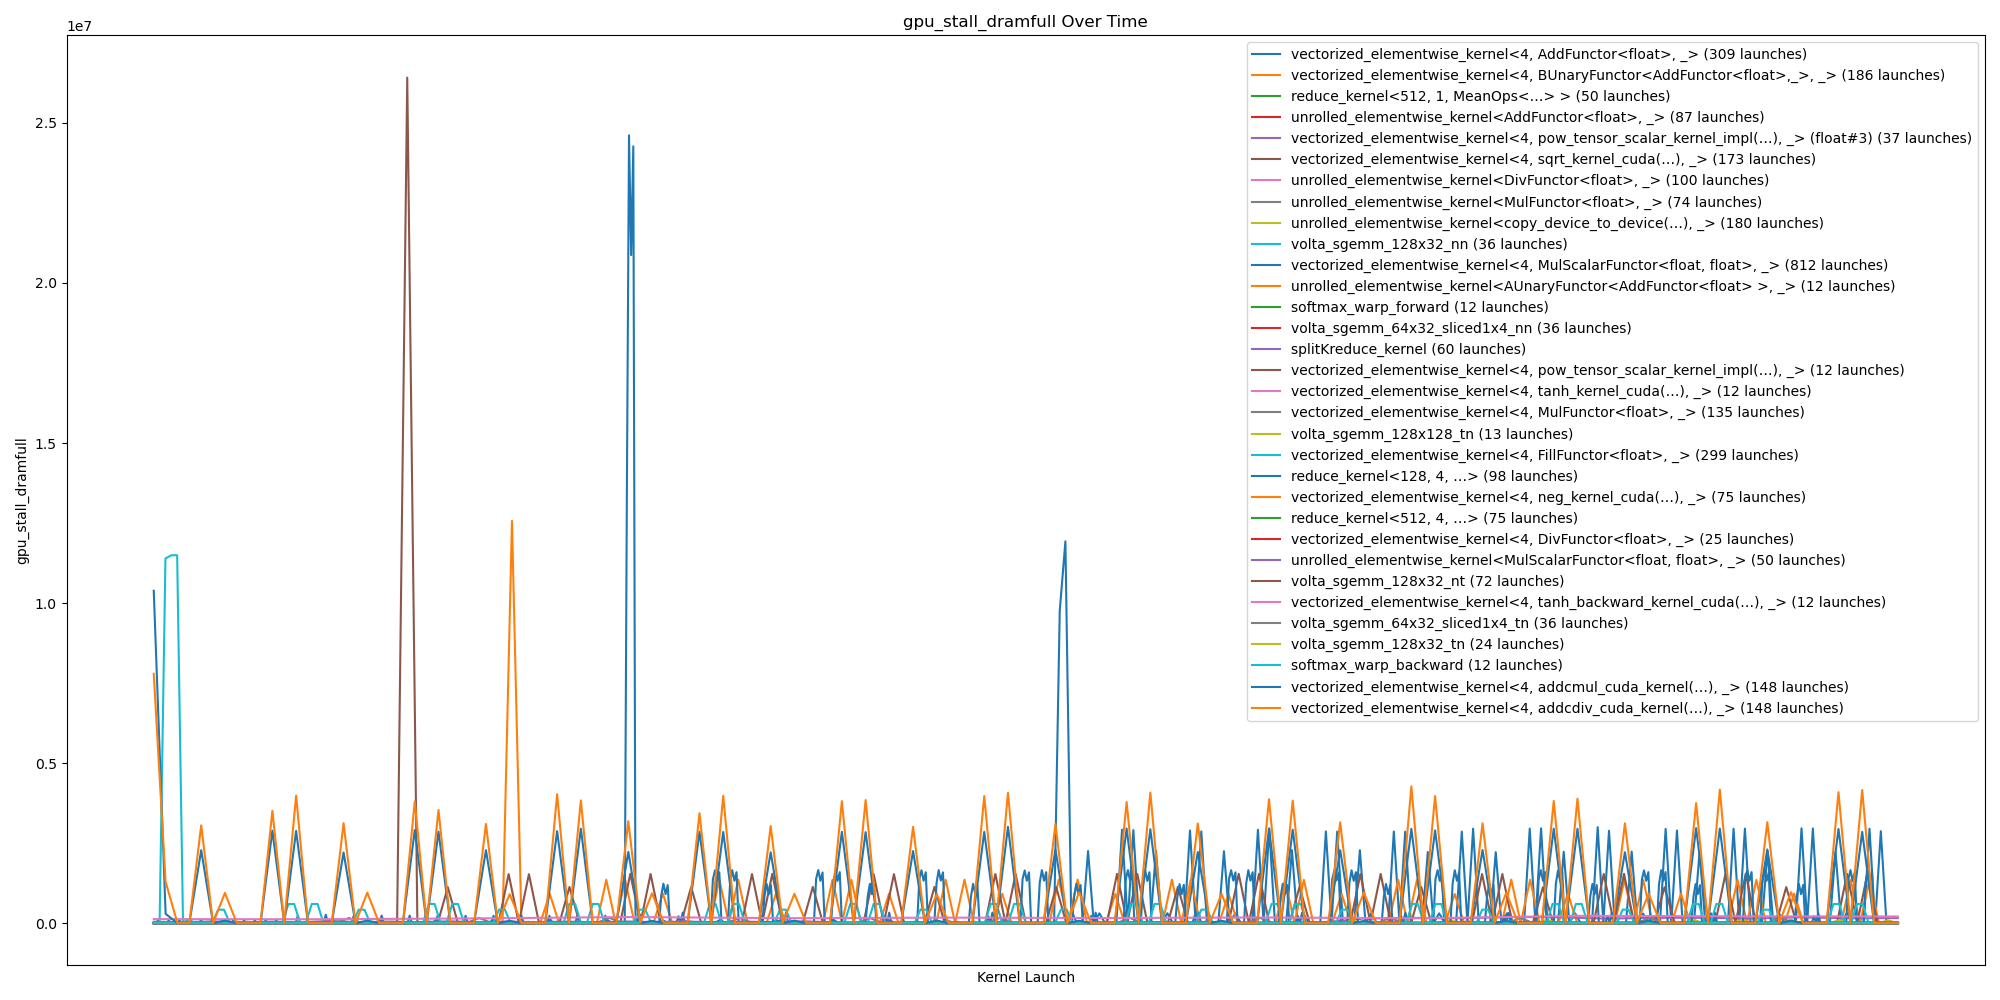 gpu_stall_dramfull Over Time
1e7
vectorized_elementwise_kernel<4, AddFunctor<float>, _> (309 launches)
vectorized_elementwise_kernel<4, BUnaryFunctor<AddFunctor<float>,_>, _> (186 launches)
reduce_kernel<512, 1, MeanOps<...> > (50 launches)
unrolled_elementwise_kernel<AddFunctor<float>, _> (87 launches)
vectorized_elementwise_kernel<4, pow_tensor_scalar_kernel_impl(...), _> (float#3) (37 launches)
vectorized_elementwise_kernel<4, sqrt_kernel_cuda(...), _> (173 launches)
unrolled_elementwise_kernel<DivFunctor<float>, _> (100 launches)
unrolled_elementwise_kernel<MulFunctor<float>, _> (74 launches)
unrolled_elementwise_kernel<copy_device_to_device(...), _> (180 launches)
volta_sgemm_128x32_nn (36 launches)
vectorized_elementwise_kernel<4, MulScalarFunctor<float, float>, _> (812 launches)
unrolled_elementwise_kernel<AUnaryFunctor<AddFunctor<float> >, _> (12 launches)
softmax_warp_forward (12 launches)
volta_sgemm_64x32_sliced1x4_nn (36 launches)
splitKreduce_kernel (60 launches)
vectorized_elementwise_kernel<4, pow_tensor_scalar_kernel_impl(...), _> (12 launches)
vectorized_elementwise_kernel<4, tanh_kernel_cuda(...), _> (12 launches)
vectorized_elementwise_kernel<4, MulFunctor<float>, _> (135 launches)
volta_sgemm_128x128_tn (13 launches)
vectorized_elementwise_kernel<4, FillFunctor<float>, _> (299 launches)
reduce_kernel<128, 4, ...> (98 launches)
vectorized_elementwise_kernel<4, neg_kernel_cuda(...), _> (75 launches)
reduce_kernel<512, 4, ...> (75 launches)
vectorized_elementwise_kernel<4, DivFunctor<float>, _> (25 launches)
unrolled_elementwise_kernel<MulScalarFunctor<float, float>, _> (50 launches)
volta_sgemm_128x32_nt (72 launches)
vectorized_elementwise_kernel<4, tanh_backward_kernel_cuda(...), _> (12 launches)
volta_sgemm_64x32_sliced1x4_tn (36 launches)
volta_sgemm_128x32_tn (24 launches)
softmax_warp_backward (12 launches)
vectorized_elementwise_kernel<4, addcmul_cuda_kernel(...), _> (148 launches)
vectorized_elementwise_kernel<4, addcdiv_cuda_kernel(...), _> (148 launches)
2.5
2.0
1.5
1.0
0.5
0.0
gpu_stall_dramfull
Kernel Launch